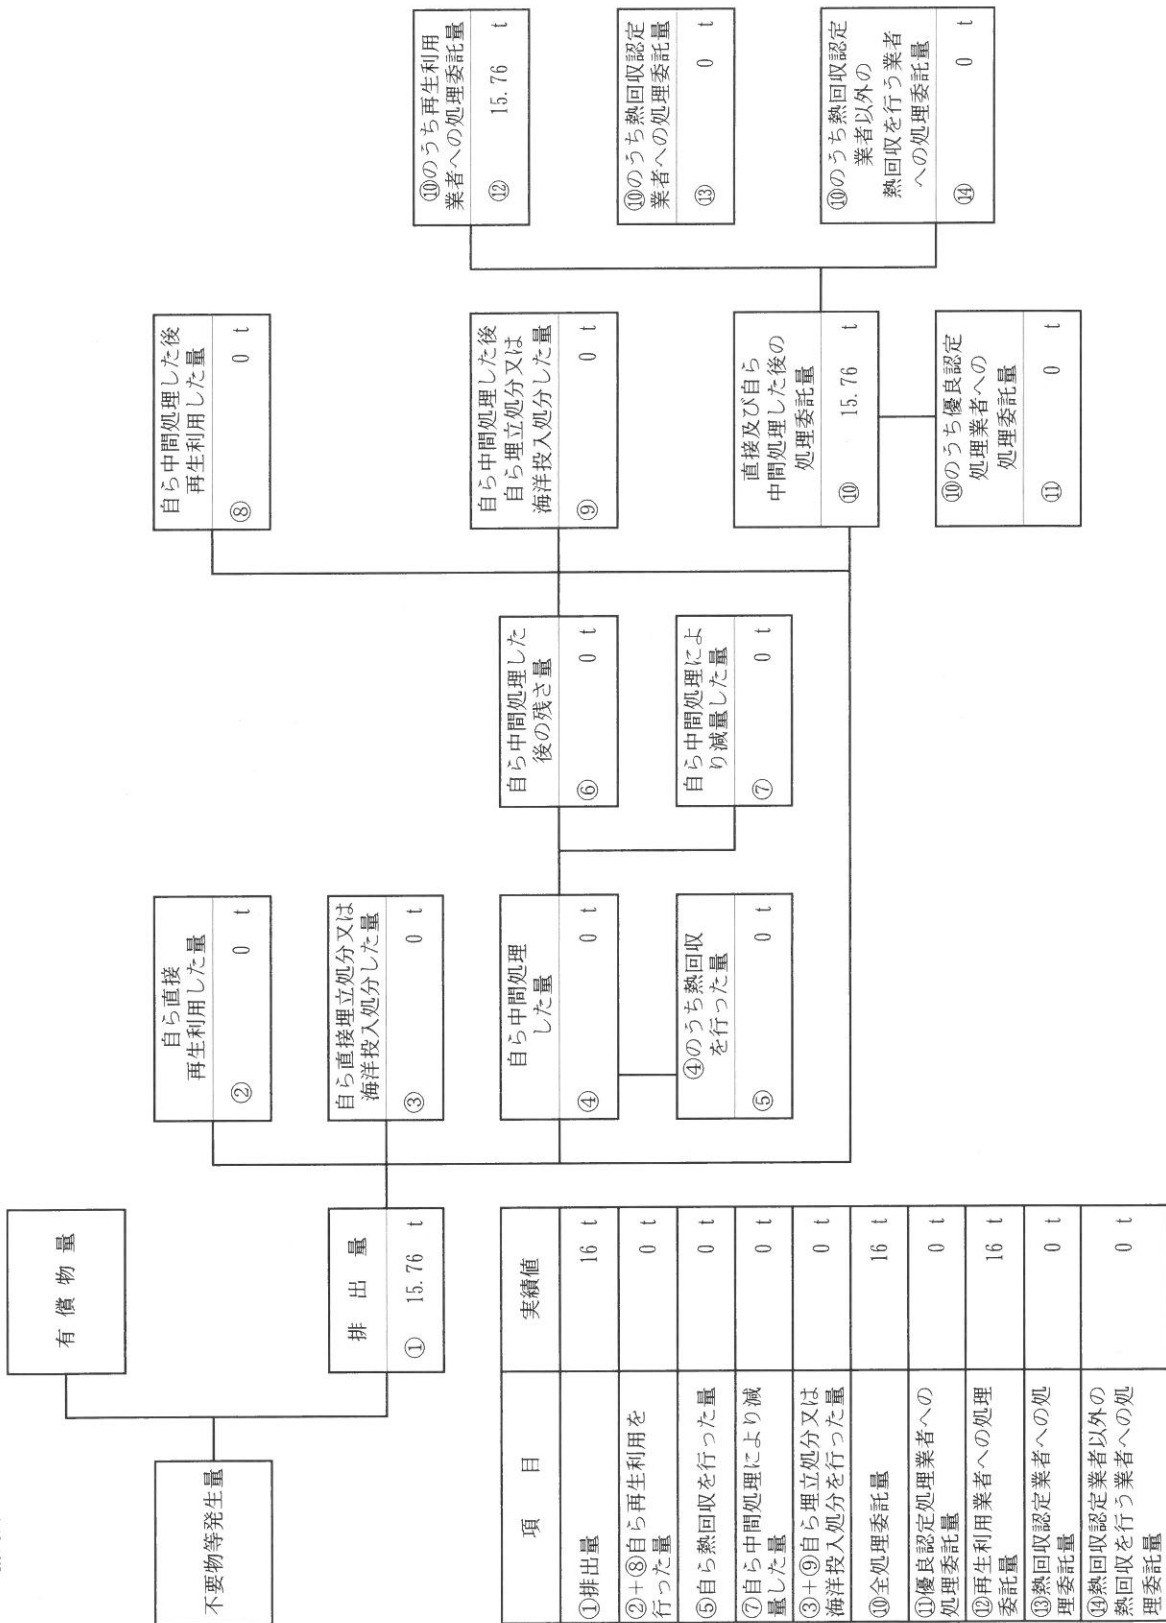 不要物等発生量
有償物量
排出量
① 15.76 t
自ら直接
再生利用した量
② 0 t
自ら直接埋立処分又は
海洋投入処分した量
③ 0 t
自ら中間処理
した量
④ 0 t
④のうち熱回収
を行った量
⑤ 0 t
自ら中間処理した
後の残さ量
⑥ 0 t
自ら中間処理によ
り減量した量
⑦ 0 t
自ら中間処理した後
再生利用した量
⑧ 0 t
自ら中間処理した後
自ら埋立処分又は
海洋投入処分した量
⑨ 0 t
直接及び自ら
中間処理した後の
処理委託量
⑩ 15.76 t
⑩のうち優良認定
処理業者への
処理委託量
⑪ 0 t
⑩のうち再生利用
業者への処理委託量
⑫ 15.76 t
⑩のうち熱回収認定
業者への処理委託量
⑬ 0 t
⑩のうち熱回収認定
業者以外の
熱回収を行う業者
への処理委託量
⑭ 0 t
項目 実績値
①排出量 16 t
②+⑧自ら再生利用を
行った量 0 t
⑤自ら熱回収を行った量 0 t
⑦自ら中間処理により減
量した量 0 t
③+⑨自ら埋立処分又は
海洋投入処分を行った量 0 t
⑩全処理委託量 16 t
⑪優良認定処理業者への
処理委託量 0 t
⑫再生利用業者への処理
委託量 16 t
⑬熱回収認定業者への処
理委託量 0 t
⑭熱回収認定業者以外の
熱回収を行う業者への処
理委託量 0 t